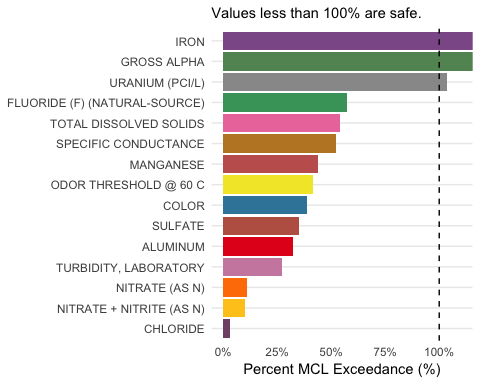 Values less than 100% are safe.
IRON
GROSS ALPHA
URANIUM (PCI/L)
FLUORIDE (F) (NATURAL-SOURCE)
TOTAL DISSOLVED SOLIDS
SPECIFIC CONDUCTANCE
MANGANESE
ODOR THRESHOLD @ 60 C
COLOR
SULFATE
ALUMINUM
TURBIDITY, LABORATORY
NITRATE (AS N)
NITRATE + NITRITE (AS N)
CHLORIDE
0% 25% 50% 75% 100%
Percent MCL Exceedance (%)